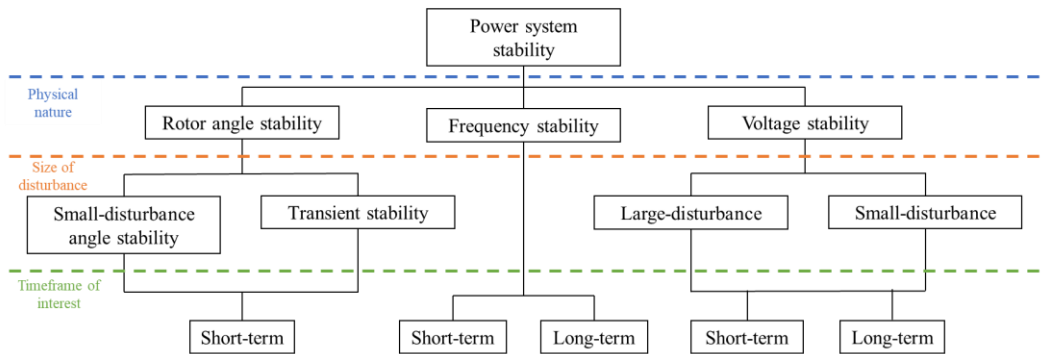 Power system
stability
Physical
nature
Rotor angle stability
Frequency stability
Voltage stability
Size of
disturbance
Small-disturbance
angle stability
Transient stability
Large-disturbance
Small-disturbance
Timeframe of
interest
Short-term
Short-term
Long-term
Short-term
Long-term